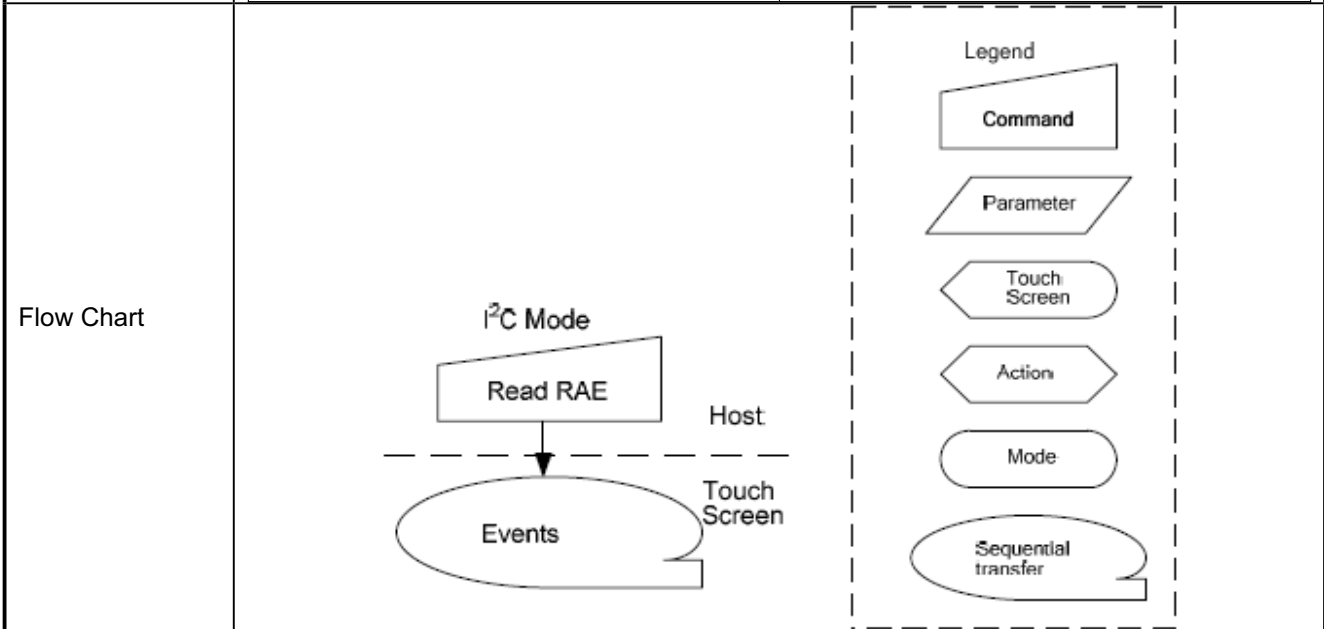 Flow Chart
I²C Mode
Read RAE
Host
Touch
Screen
Events
Legend
Command
Parameter
Touch
Screen
Action
Mode
Sequential
transfer